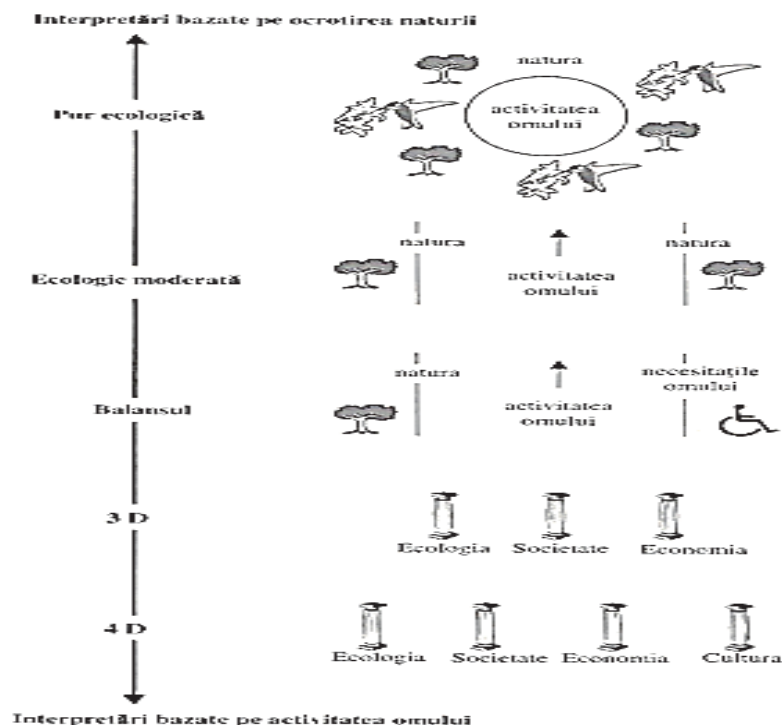 Interpretări bazate pe ocrotirea naturii
natura
Pur ecologică
activitatea
omului
natura
natura
Ecologie moderată
activitatea
omului
natura
necesitațile
omului
Balansul
activitatea
omului
3 D
Ecologia Societate Economia
4 D
Ecologia Societate Economia Cultura
Interpretări bazate pe activitatea omului